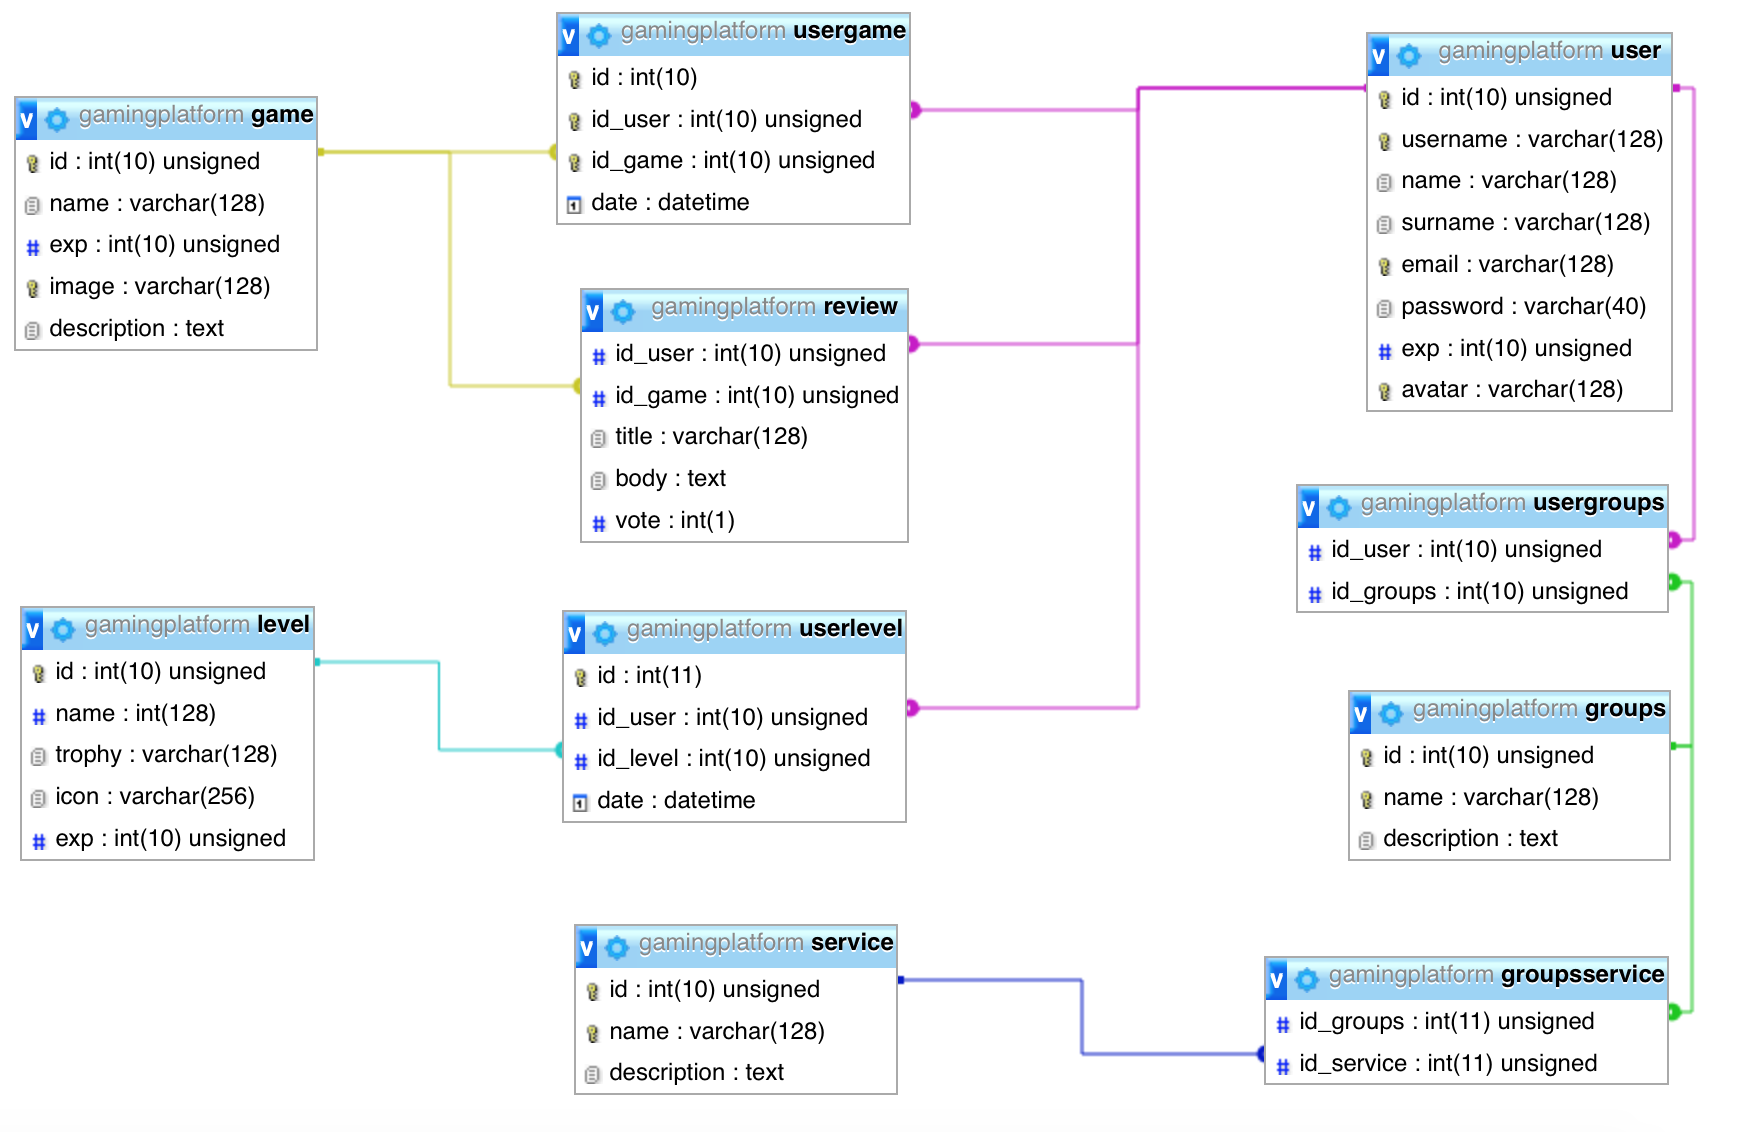 gamingplatform usergame
id : int(10)
id_user : int(10) unsigned
id_game : int(10) unsigned
date : datetime
gamingplatform user
id : int(10) unsigned
username : varchar(128)
name : varchar(128)
surname : varchar(128)
email : varchar(128)
password : varchar(40)
exp : int(10) unsigned
avatar : varchar(128)
gamingplatform game
id : int(10) unsigned
name : varchar(128)
exp : int(10) unsigned
image : varchar(128)
description : text
gamingplatform review
id_user : int(10) unsigned
id_game : int(10) unsigned
title : varchar(128)
body : text
vote : int(1)
gamingplatform usergroups
id_user : int(10) unsigned
id_groups : int(10) unsigned
gamingplatform level
id : int(10) unsigned
name : int(128)
trophy : varchar(128)
icon : varchar(256)
exp : int(10) unsigned
gamingplatform userlevel
id : int(11)
id_user : int(10) unsigned
id_level : int(10) unsigned
date : datetime
gamingplatform groups
id : int(10) unsigned
name : varchar(128)
description : text
gamingplatform service
id : int(10) unsigned
name : varchar(128)
description : text
gamingplatform groupsservice
id_groups : int(11) unsigned
id_service : int(11) unsigned